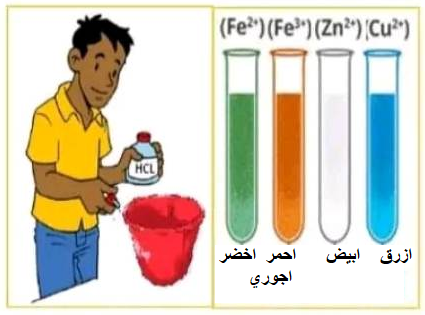 (Fe²⁺) (Fe³⁺) (Zn²⁺) (Cu²⁺)
HCL
ازرق ابيض احمر اخضر
اجوري